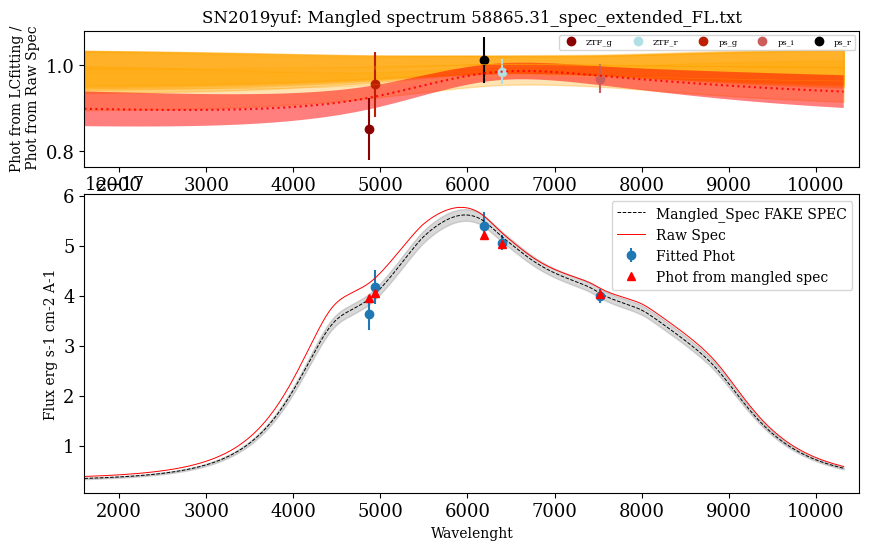 SN2019yuf: Mangled spectrum 58865.31_spec_extended_FL.txt
Phot from LCfitting /
Phot from Raw Spec
1.0
0.8
ZTF_g ZTF_r ps_g ps_i ps_r
2000 3000 4000 5000 6000 7000 8000 9000 10000
1e−17
Flux erg s-1 cm-2 A-1
6
5
4
3
2
1
Mangled_Spec FAKE SPEC
Raw Spec
Fitted Phot
Phot from mangled spec
2000 3000 4000 5000 6000 7000 8000 9000 10000
Wavelenght